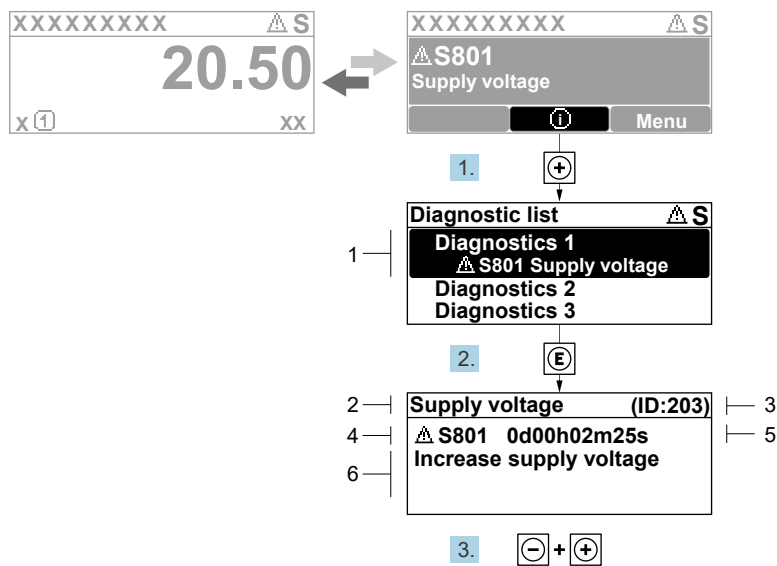 XXXXXXXXX ⚠ S
20.50
x ① xx
XXXXXXXXX ⚠ S
⚠ S801
Supply voltage
ⓘ Menu
1. +
Diagnostic list ⚠ S
1
Diagnostics 1
⚠ S801 Supply voltage
Diagnostics 2
Diagnostics 3
2. E
2 Supply voltage (ID:203) 3
4 ⚠ S801 0d00h02m25s 5
6 Increase supply voltage
3. - + +